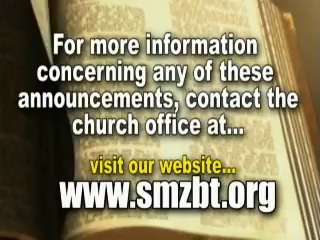 For more information
concerning any of these
announcements, contact the
church office at...
visit our website...
www.smzbt.org